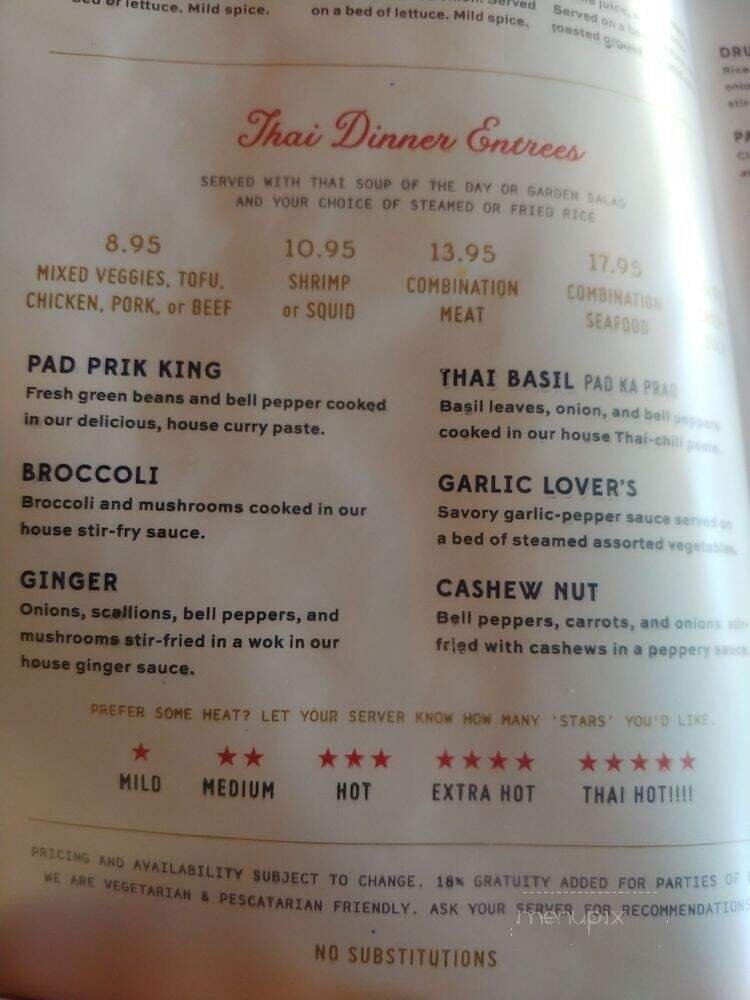 bed of lettuce. Mild spice.
Served
on a bed of lettuce. Mild spice.
juice,
Served on a
roasted ground
Thai Dinner Entrees
SERVED WITH THAI SOUP OF THE DAY OR GARDEN SALAD
AND YOUR CHOICE OF STEAMED OR FRIED RICE
8.95
MIXED VEGGIES, TOFU,
CHICKEN, PORK, or BEEF
10.95
SHRIMP
or SQUID
13.95
COMBINATION
MEAT
17.95
COMBINATION
SEAFOOD
PAD PRIK KING
Fresh green beans and bell pepper cooked
in our delicious, house curry paste.
BROCCOLI
Broccoli and mushrooms cooked in our
house stir-fry sauce.
GINGER
Onions, scallions, bell peppers, and
mushrooms stir-fried in a wok in our
house ginger sauce.
THAI BASIL PAD KA PRAO
Basil leaves, onion, and bell peppers
cooked in our house Thai-chili paste.
GARLIC LOVER'S
Savory garlic-pepper sauce served on
a bed of steamed assorted vegetables.
CASHEW NUT
Bell peppers, carrots, and onions stir-
fried with cashews in a peppery sauce.
PREFER SOME HEAT? LET YOUR SERVER KNOW HOW MANY 'STARS' YOU'D LIKE.
★ ★★ ★★★ ★★★★ ★★★★★
MILD MEDIUM HOT EXTRA HOT THAI HOT!!!!
PRICING AND AVAILABILITY SUBJECT TO CHANGE. 18% GRATUITY ADDED FOR PARTIES OF
WE ARE VEGETARIAN & PESCATARIAN FRIENDLY. ASK YOUR SERVER FOR RECOMMENDATIONS
menupix
NO SUBSTITUTIONS